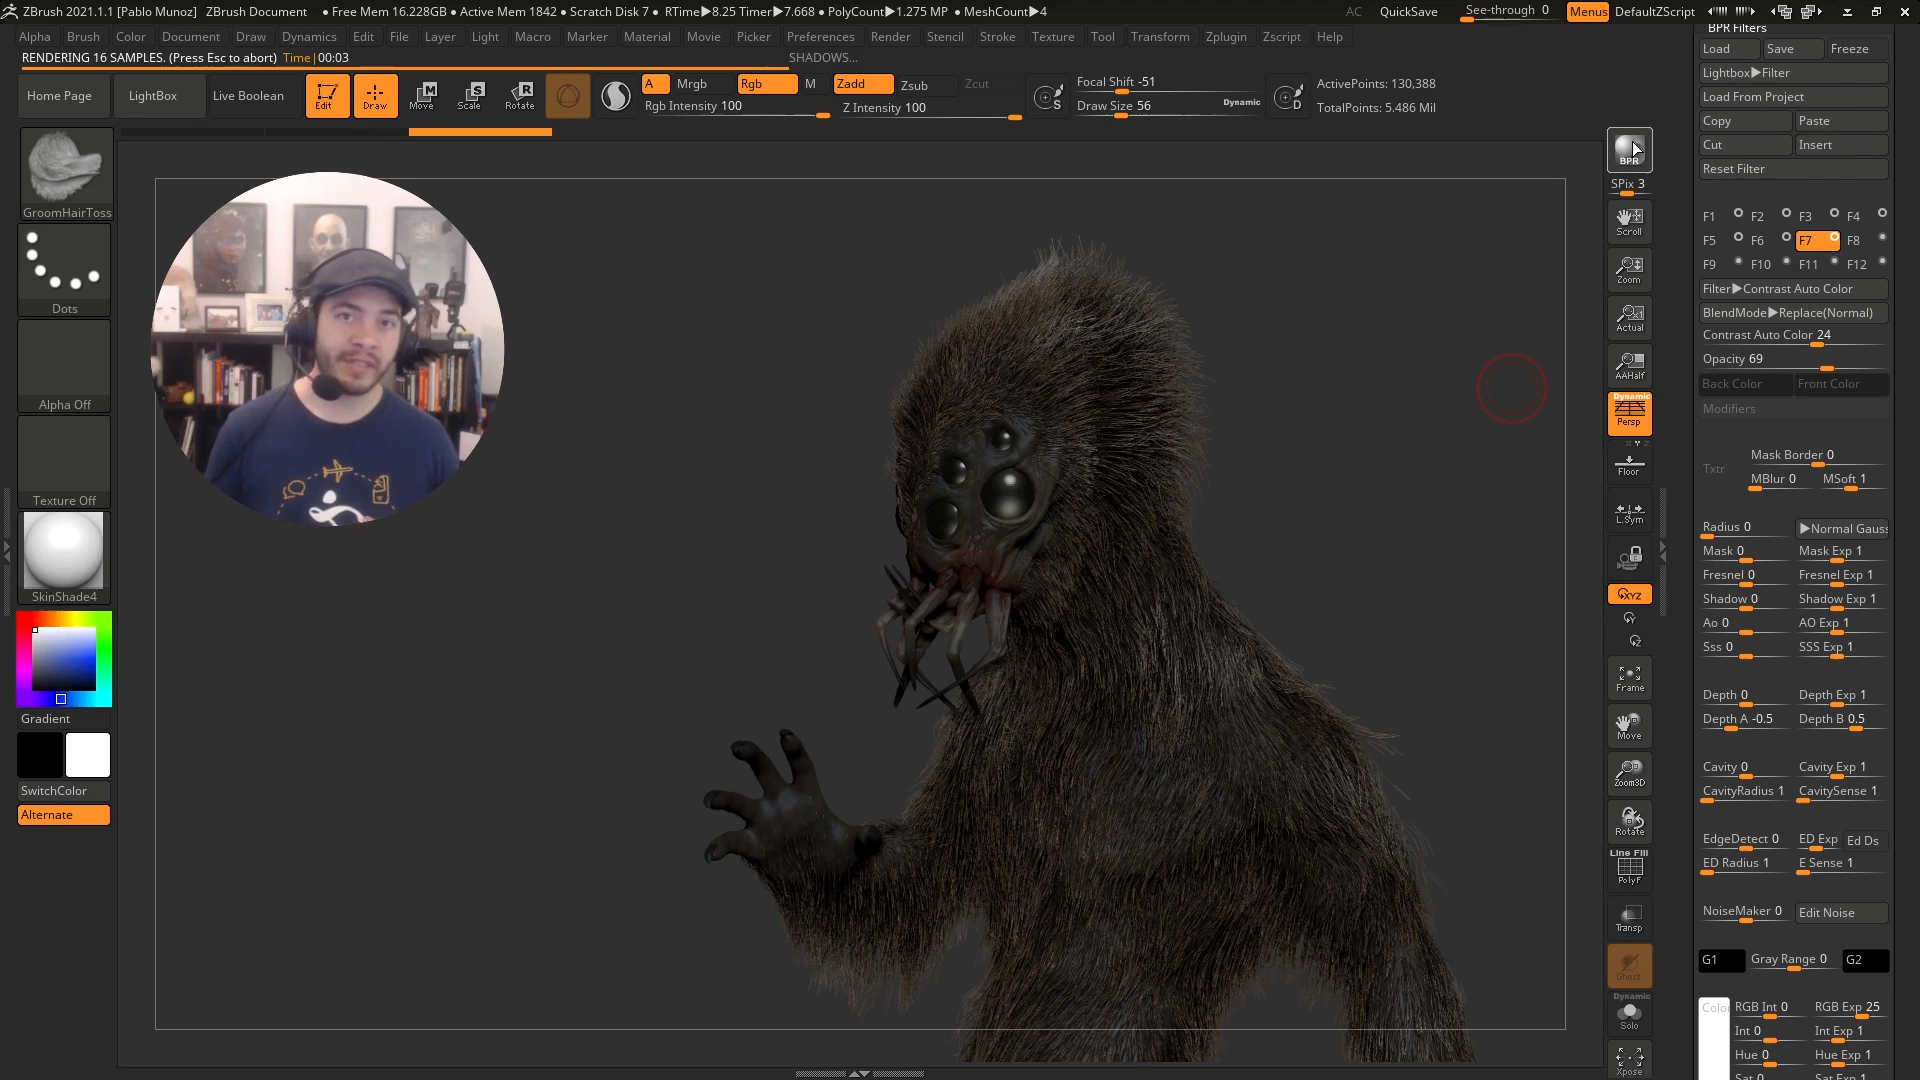 ZBrush 2021.1.1 [Pablo Munoz] ZBrush Document • Free Mem 16.228GB • Active Mem 1842 • Scratch Disk 7 • RTime▶8.25 Timer▶7.668 • PolyCount▶1.275 MP • MeshCount▶4 AC QuickSave See-through 0 Menus DefaultZScript
Alpha Brush Color Document Draw Dynamics Edit File Layer Light Macro Marker Material Movie Picker Preferences Render Stencil Stroke Texture Tool Transform Zplugin Zscript Help
RENDERING 16 SAMPLES. (Press Esc to abort) Time|00:03 SHADOWS...
Home Page LightBox Live Boolean Edit Draw Move Scale Rotate
M S R
A Mrgb Rgb M Zadd Zsub Zcut
Rgb Intensity 100 Z Intensity 100
S Focal Shift -51
Draw Size 56 Dynamic D
ActivePoints: 130,388
TotalPoints: 5.486 Mil
GroomHairToss
Dots
Alpha Off
Texture Off
SkinShade4
Gradient
SwitchColor
Alternate
BPR
SPix 3
Scroll
Zoom
Actual
AAHalf
Dynamic
Persp
Floor
L.Sym
XYZ
Y
Z
Frame
Move
Zoom3D
Rotate
Line Fill
PolyF
Transp
Ghost
Dynamic
Solo
Xpose
BPR Filters
Load Save Freeze
Lightbox▶Filter
Load From Project
Copy Paste
Cut Insert
Reset Filter
F1 F2 F3 F4
F5 F6 F7 F8
F9 F10 F11 F12
Filter▶Contrast Auto Color
BlendMode▶Replace(Normal)
Contrast Auto Color 24
Opacity 69
Back Color Front Color
Modifiers
Txtr Mask Border 0
MBlur 0 MSoft 1
Radius 0 ▶Normal Gauss
Mask 0 Mask Exp 1
Fresnel 0 Fresnel Exp 1
Shadow 0 Shadow Exp 1
Ao 0 AO Exp 1
Sss 0 SSS Exp 1
Depth 0 Depth Exp 1
Depth A -0.5 Depth B 0.5
Cavity 0 Cavity Exp 1
CavityRadius 1 CavitySense 1
EdgeDetect 0 ED Exp Ed Ds
ED Radius 1 E Sense 1
NoiseMaker 0 Edit Noise
G1 Gray Range 0 G2
Colo RGB Int 0 RGB Exp 25
Int 0 Int Exp 1
Hue 0 Hue Exp 1
Sat 0 Sat Exp 1